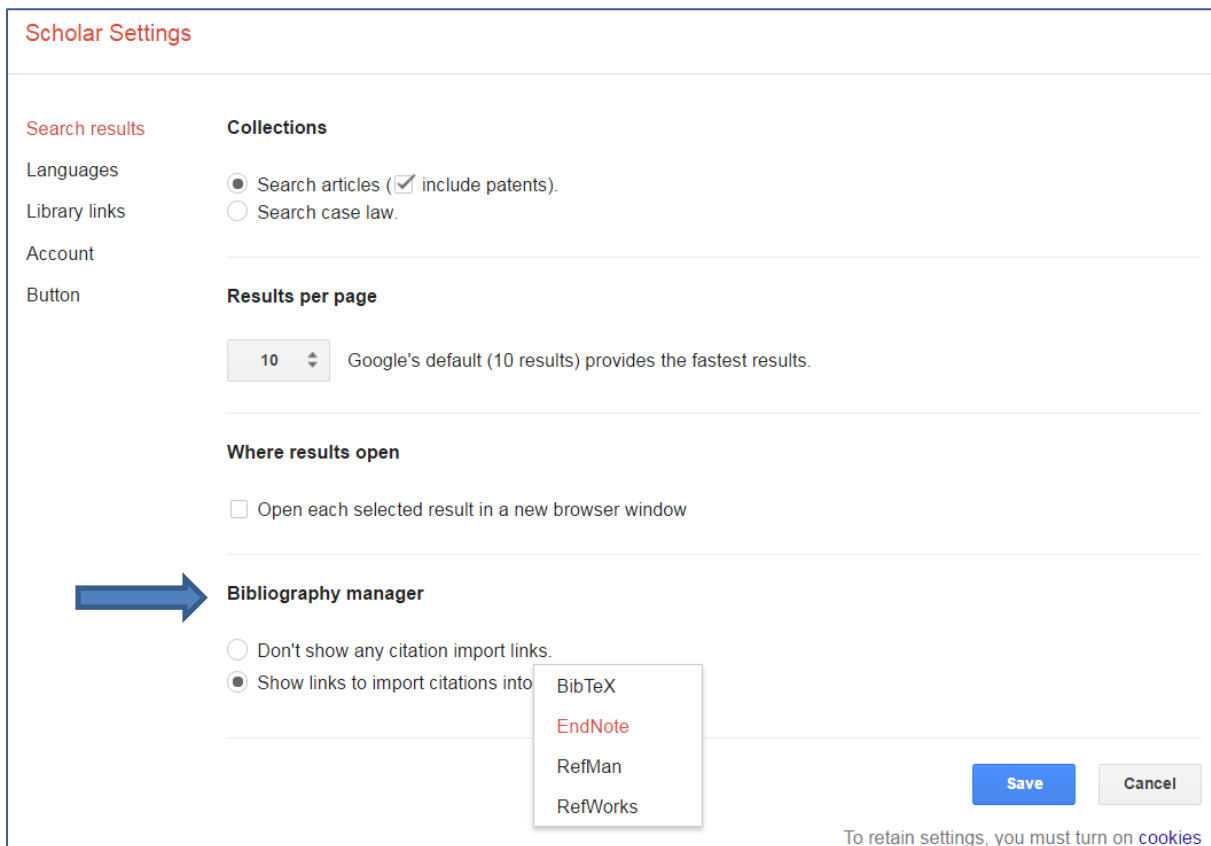 Scholar Settings
Search results
Languages
Library links
Account
Button
Collections
Search articles ( include patents).
Search case law.
Results per page
10 Google's default (10 results) provides the fastest results.
Where results open
Open each selected result in a new browser window
Bibliography manager
Don't show any citation import links.
Show links to import citations into
BibTeX
EndNote
RefMan
RefWorks
Save Cancel
To retain settings, you must turn on cookies